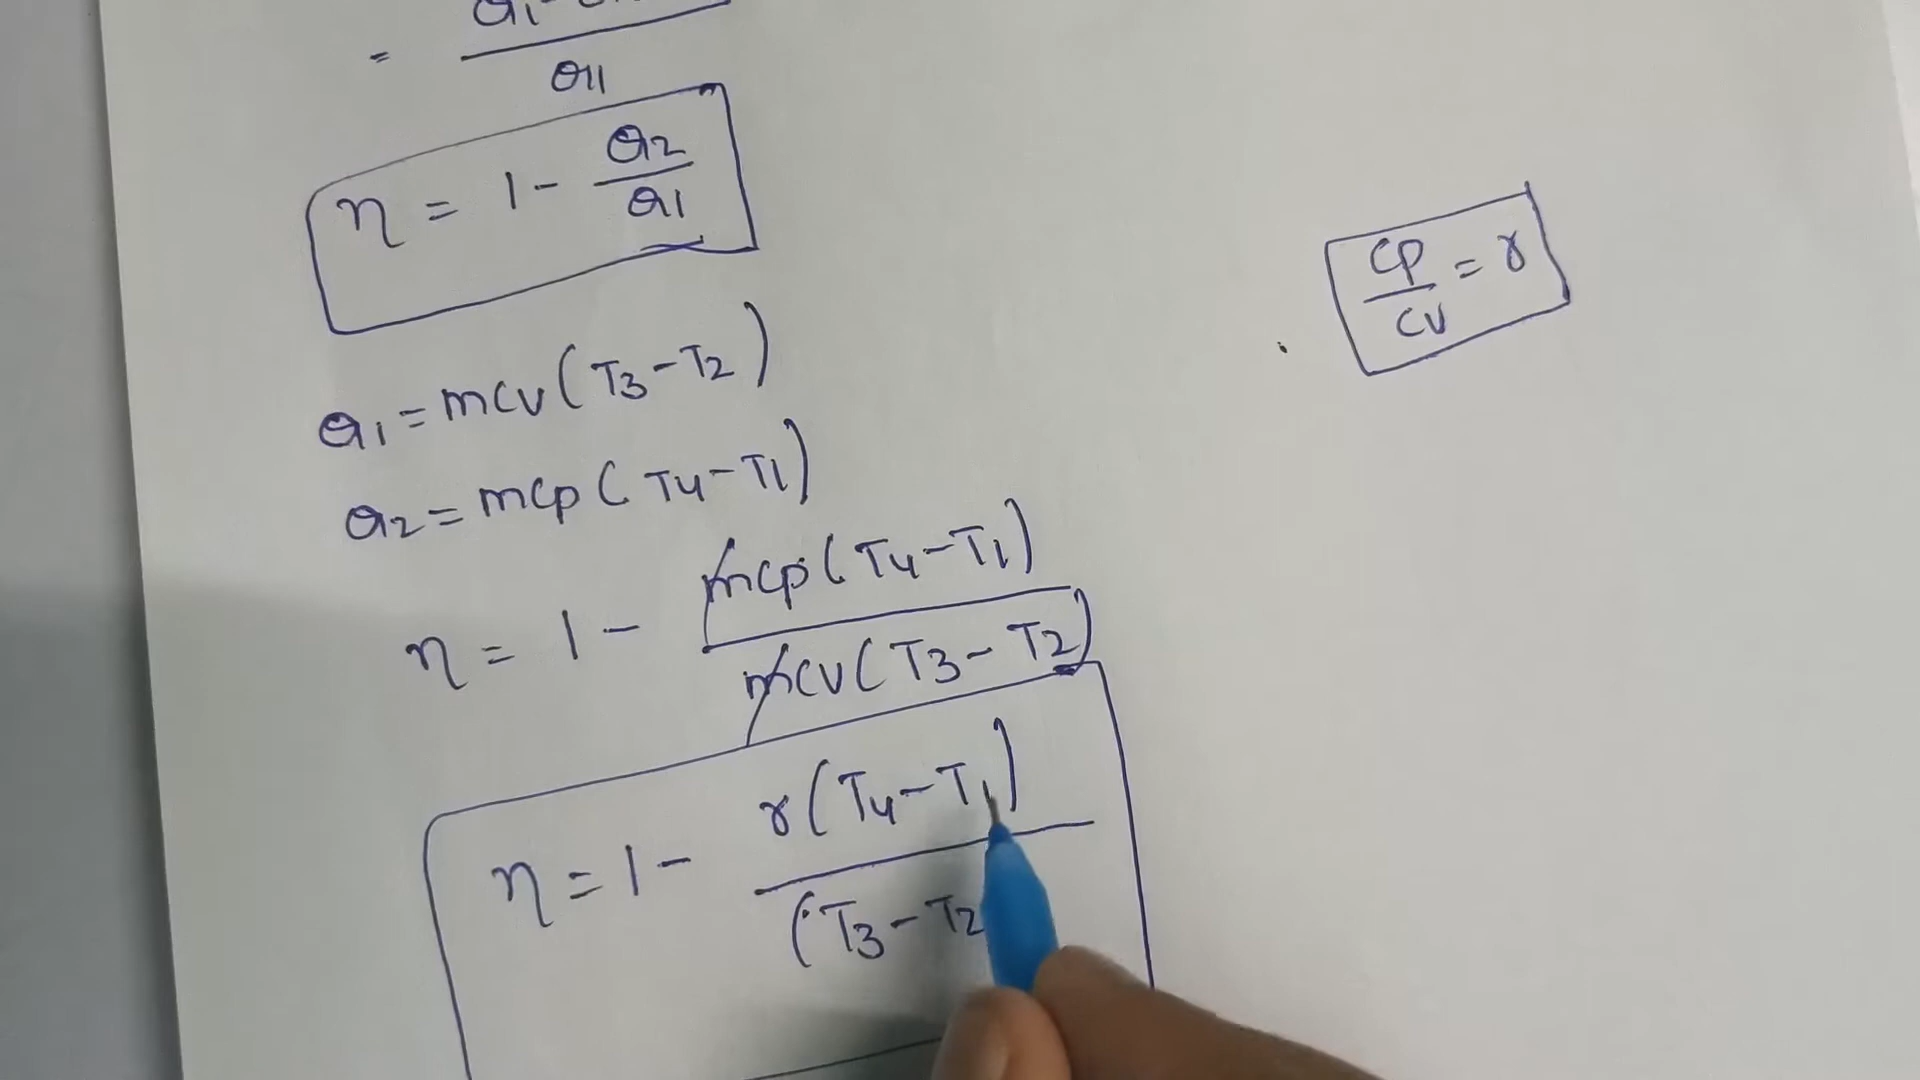 = / Q1
η = 1 - Q2/Q1
Cp/Cv = γ
Q1 = mcv(T3-T2)
Q2 = mcp(T4-T1)
η = 1 - mcp(T4-T1)/mcv(T3-T2)
η = 1 - γ(T4-T1)/(T3-T2